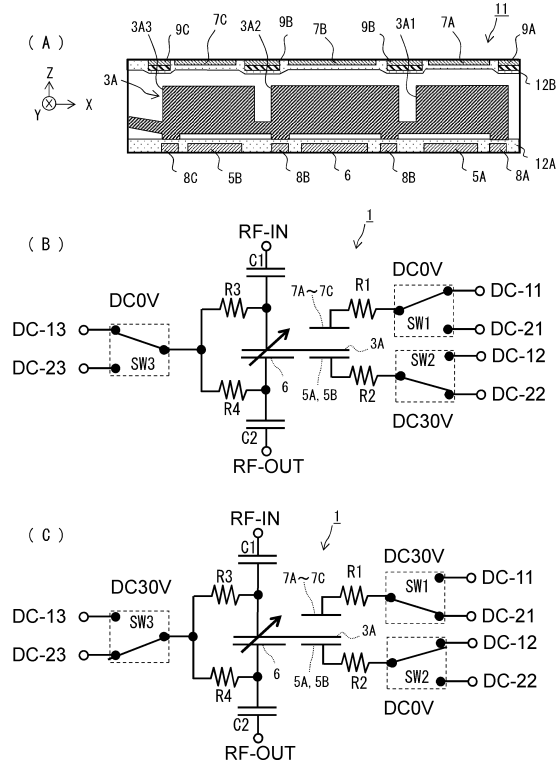 ( A )
3A3 9C 7C 3A2 9B 7B 9B 3A1 7A 11 9A
3A
12B
Z
Y X
12A
8C 5B 8B 6 8B 5A 8A
( B )
RF-IN
1
C1
R3
7A～7C
R1
DC0V
DC-11
DC0V
DC-13
SW1
DC-21
SW3
3A
SW2
DC-12
DC-23
6
5A, 5B
R4
R2
DC-22
C2
DC30V
RF-OUT
( C )
RF-IN
1
C1
R3
7A～7C
R1
DC30V
DC-11
DC30V
SW1
DC-13
SW3
DC-21
3A
DC-12
DC-23
6
5A, 5B
R4
R2
SW2
DC-22
C2
DC0V
RF-OUT